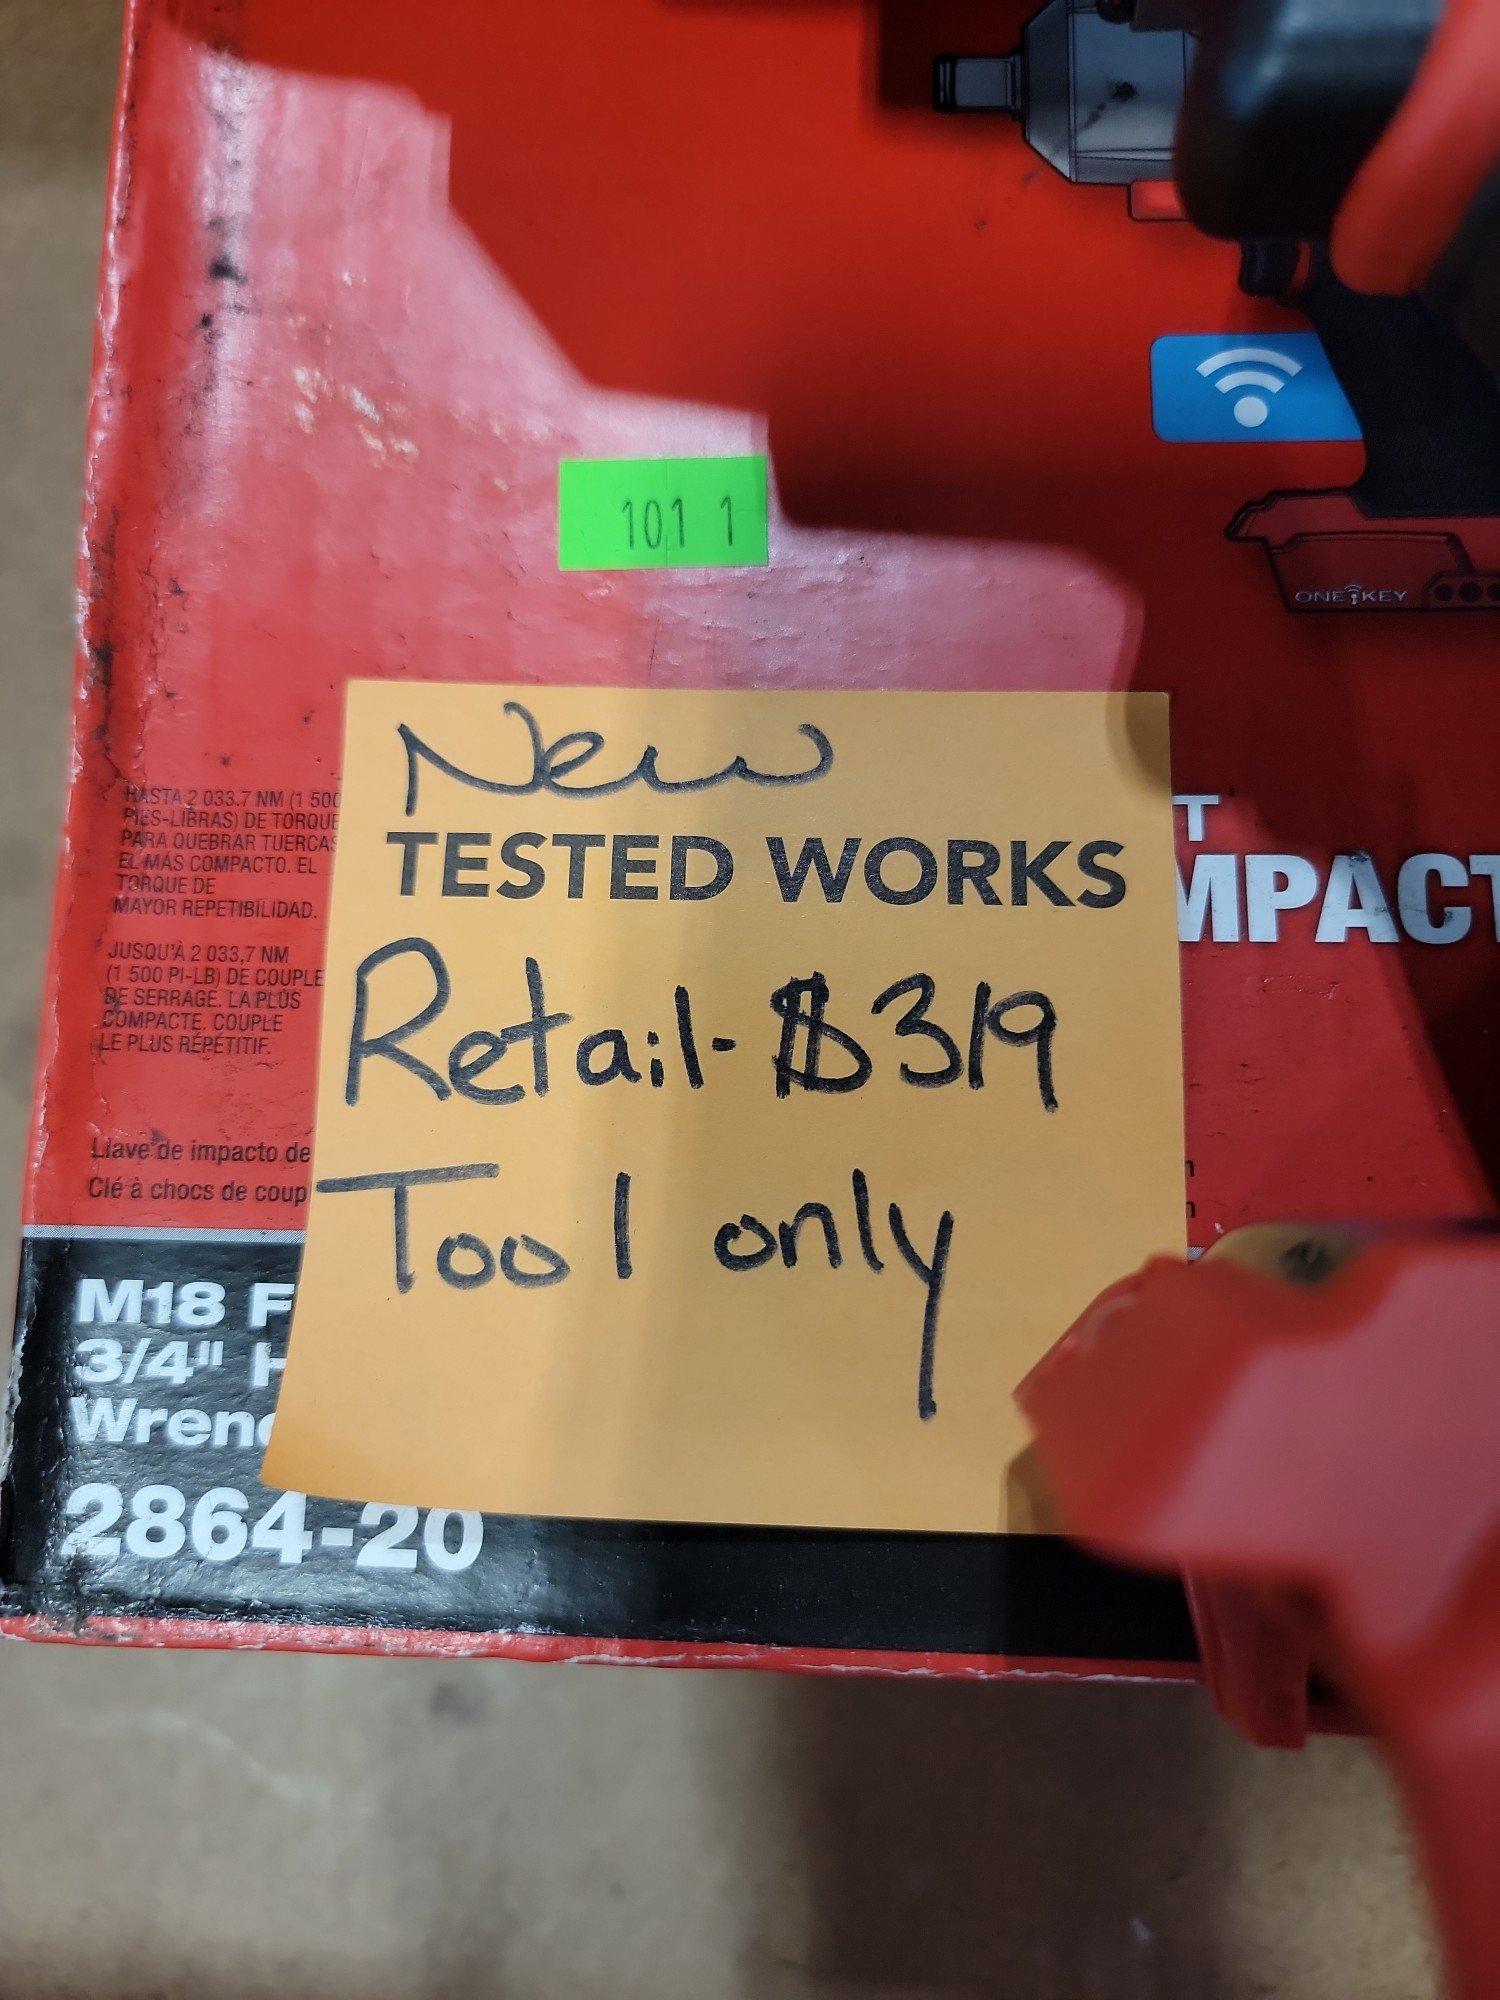 101 1
ONE KEY
New
TESTED WORKS
Retail-$319
Tool only
HASTA 2 033.7 NM (1 500
PIES-LIBRAS) DE TORQUE
PARA QUEBRAR TUERCAS
EL MÁS COMPACTO. EL
TORQUE DE
MAYOR REPETIBILIDAD.
JUSQU'À 2 033,7 NM
(1 500 PI-LB) DE COUPLE
DE SERRAGE. LA PLUS
COMPACTE. COUPLE
LE PLUS RÉPÉTITIF.
T
MPACT
Llave de impacto de
Clé à chocs de coup
M18 F
3/4" H
Wrenc
2864-20